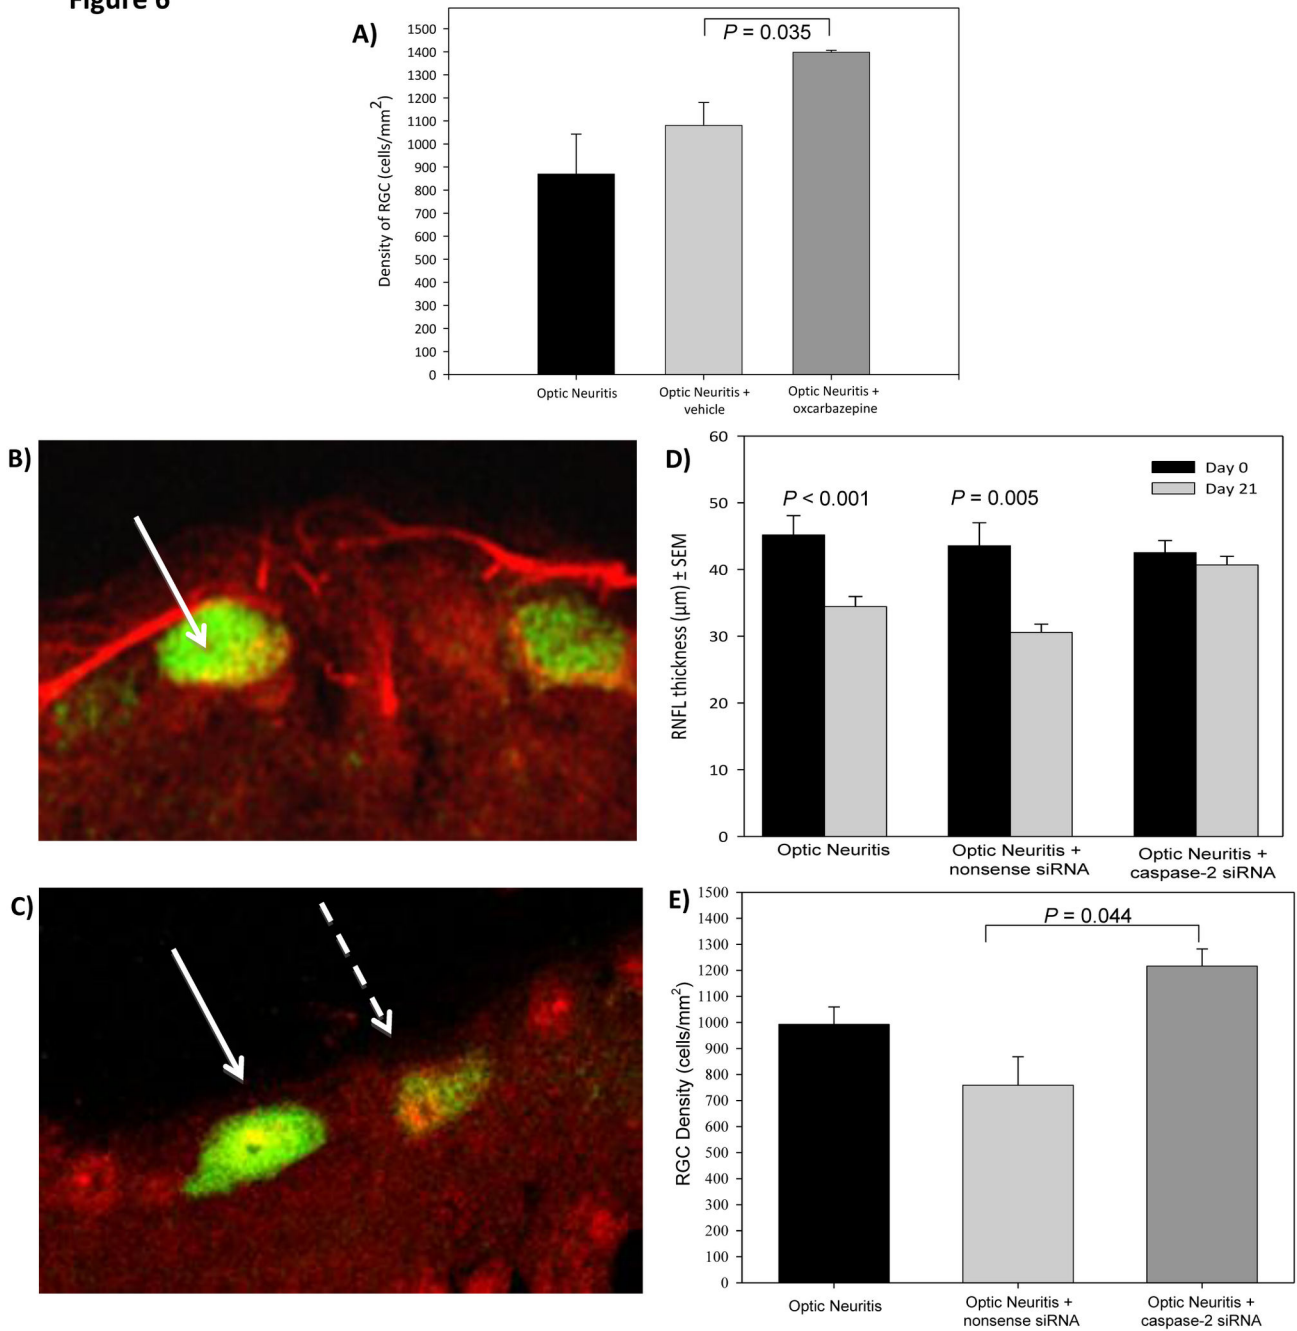 Figure 6
A)
P = 0.035
Density of RGC (cells/mm2)
1500
1400
1300
1200
1100
1000
900
800
700
600
500
400
300
200
100
0
Optic Neuritis
Optic Neuritis +
vehicle
Optic Neuritis +
oxcarbazepine
B)
C)
D)
RNFL thickness (µm) ± SEM
60
50
40
30
20
10
0
P < 0.001
P = 0.005
Day 0
Day 21
Optic Neuritis
Optic Neuritis +
nonsense siRNA
Optic Neuritis +
caspase-2 siRNA
E)
P = 0.044
RGC Density (cells/mm2)
1500
1400
1300
1200
1100
1000
900
800
700
600
500
400
300
200
100
0
Optic Neuritis
Optic Neuritis +
nonsense siRNA
Optic Neuritis +
caspase-2 siRNA